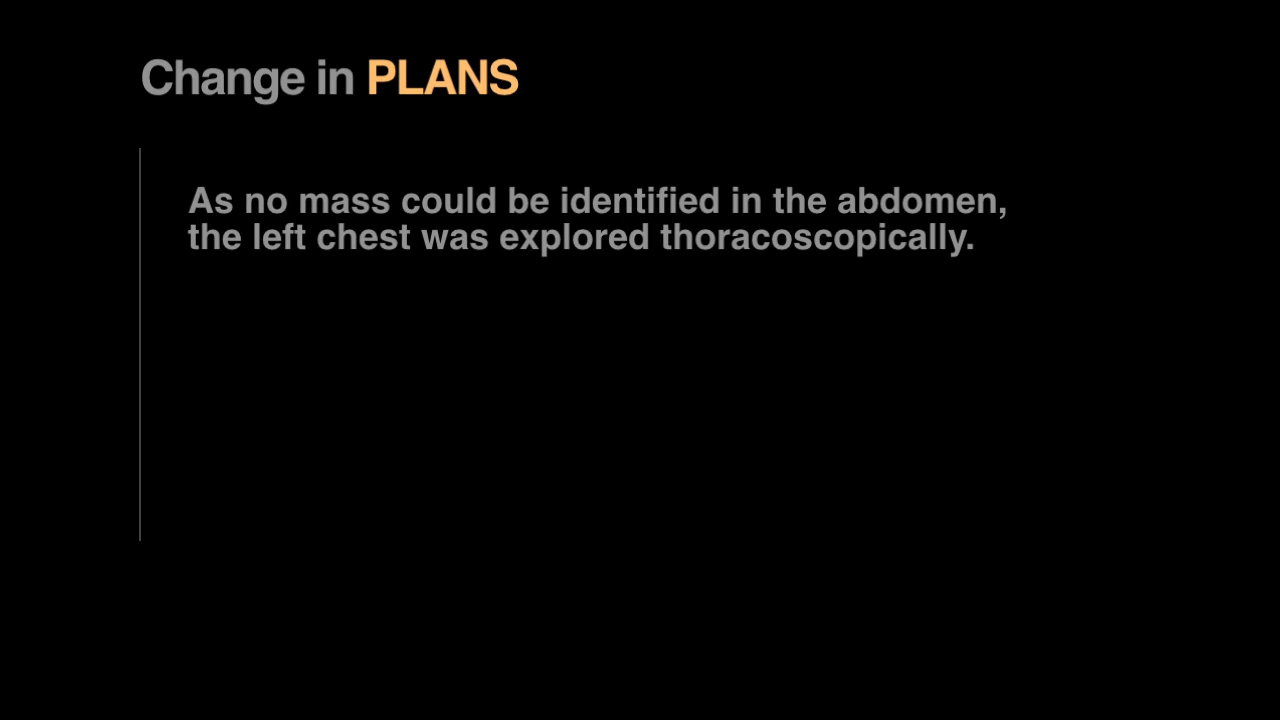 Change in PLANS
As no mass could be identified in the abdomen,
the left chest was explored thoracoscopically.